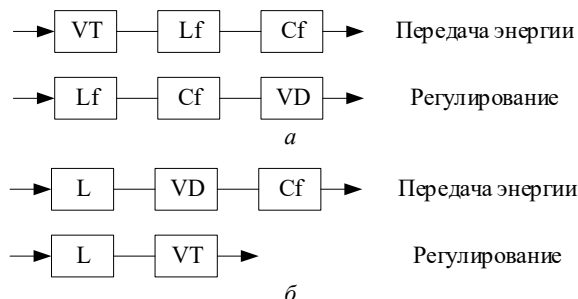 VT Lf Cf Передача энергии
Lf Cf VD Регулирование
а
L VD Cf Передача энергии
L VT Регулирование
б